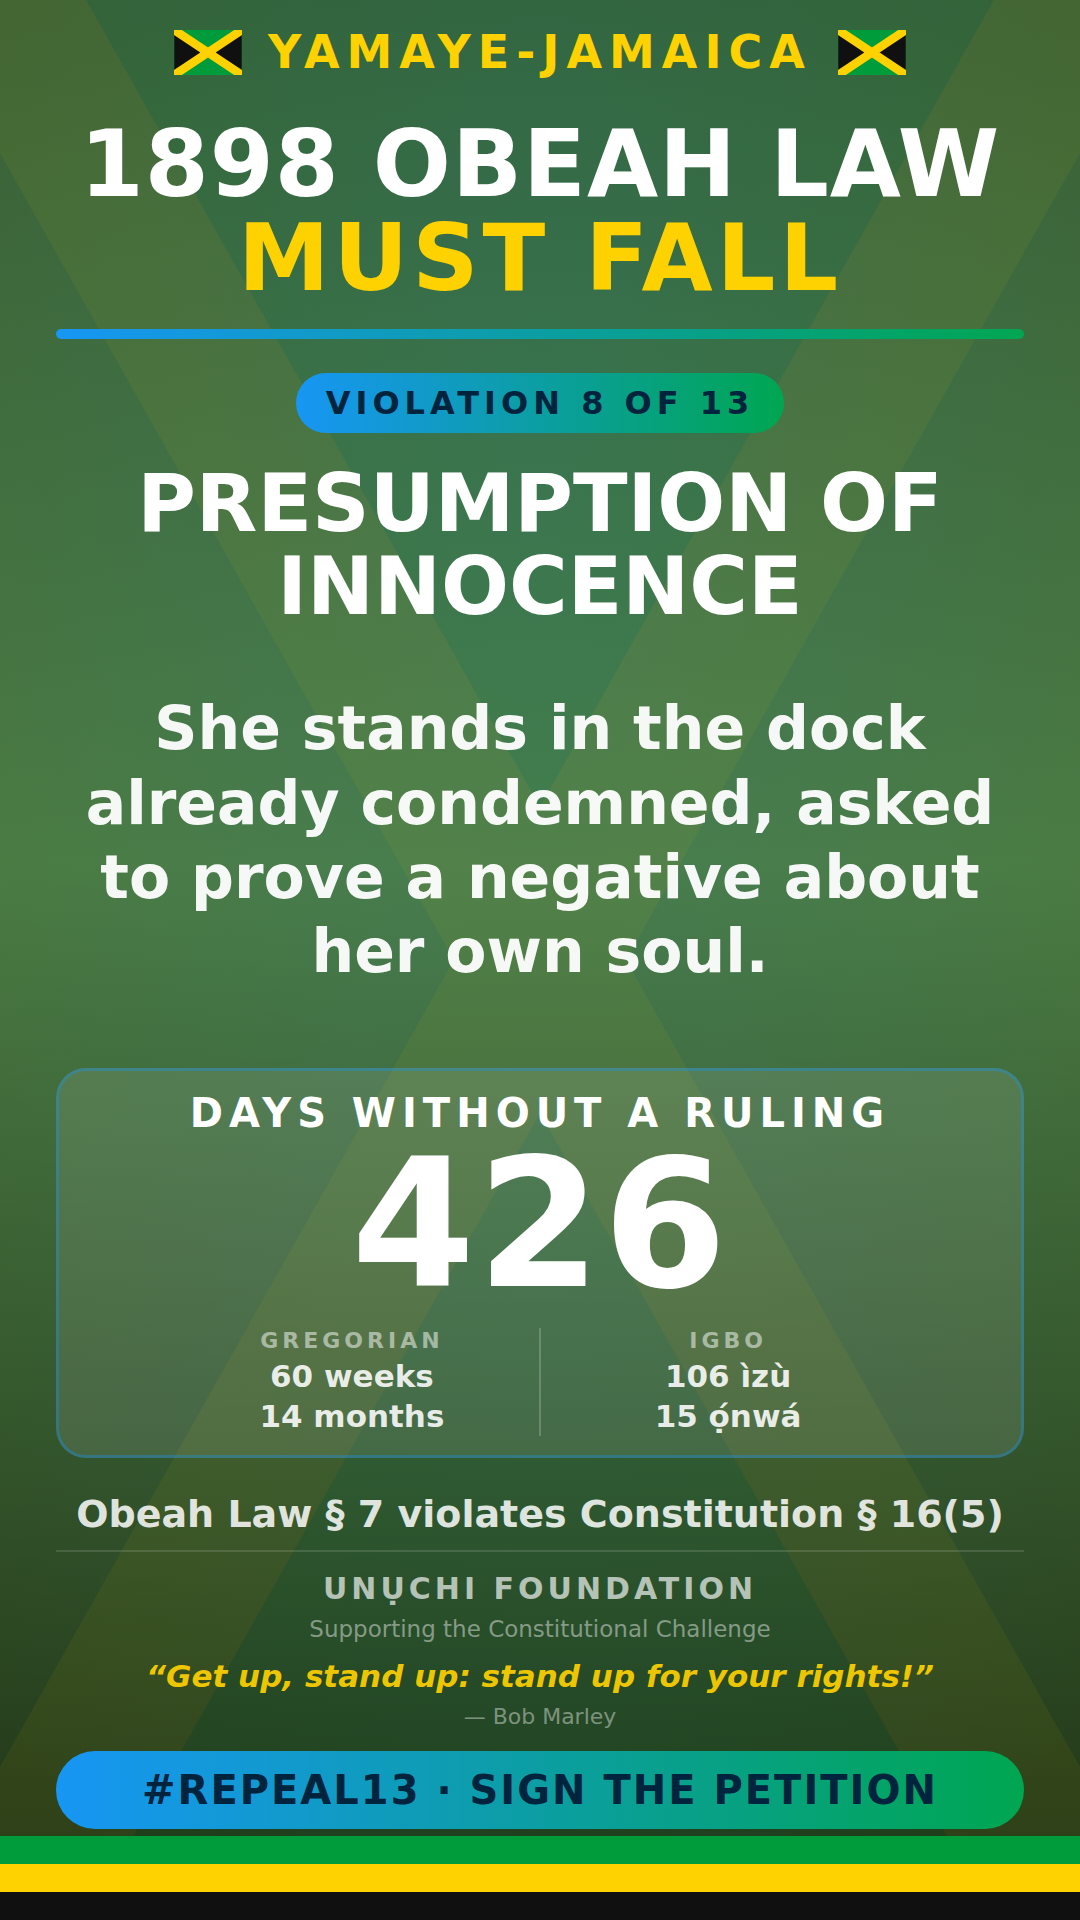 YAMAYE-JAMAICA
1898 OBEAH LAW
MUST FALL
VIOLATION 8 OF 13
PRESUMPTION OF
INNOCENCE
She stands in the dock
already condemned, asked
to prove a negative about
her own soul.
DAYS WITHOUT A RULING
426
GREGORIAN
60 weeks
14 months
IGBO
106 ìzù
15 ọ́nwá
Obeah Law § 7 violates Constitution § 16(5)
UNỤCHI FOUNDATION
Supporting the Constitutional Challenge
“Get up, stand up: stand up for your rights!”
— Bob Marley
#REPEAL13 · SIGN THE PETITION